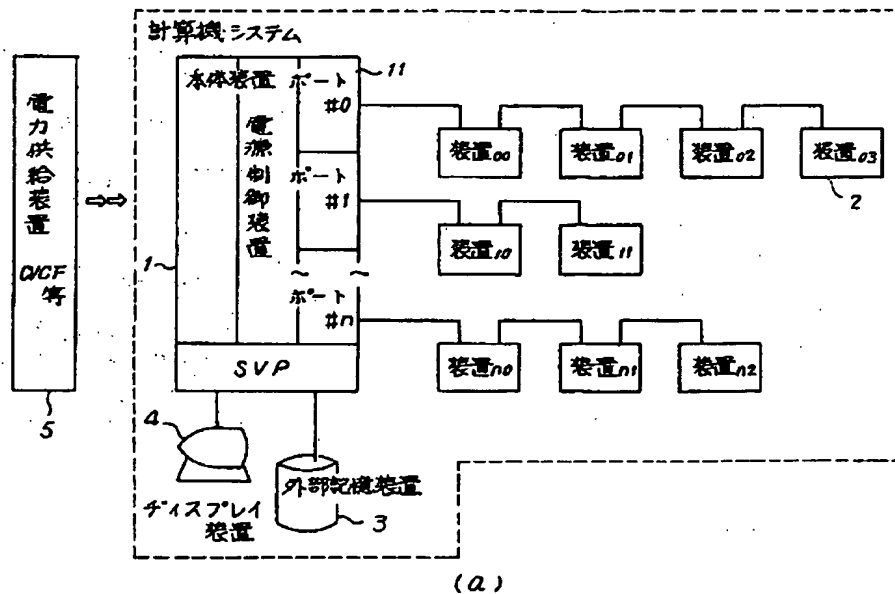 計算機システム
本体装置
電源制御装置
ポート
#0
11
ポート
#1
ポート
#n
1
SVP
電力供給装置
CVCF
等
5
装置00
装置01
装置02
装置03
2
装置10
装置11
装置n0
装置n1
装置n2
4
ディスプレイ
装置
外部記憶装置
3
(a)